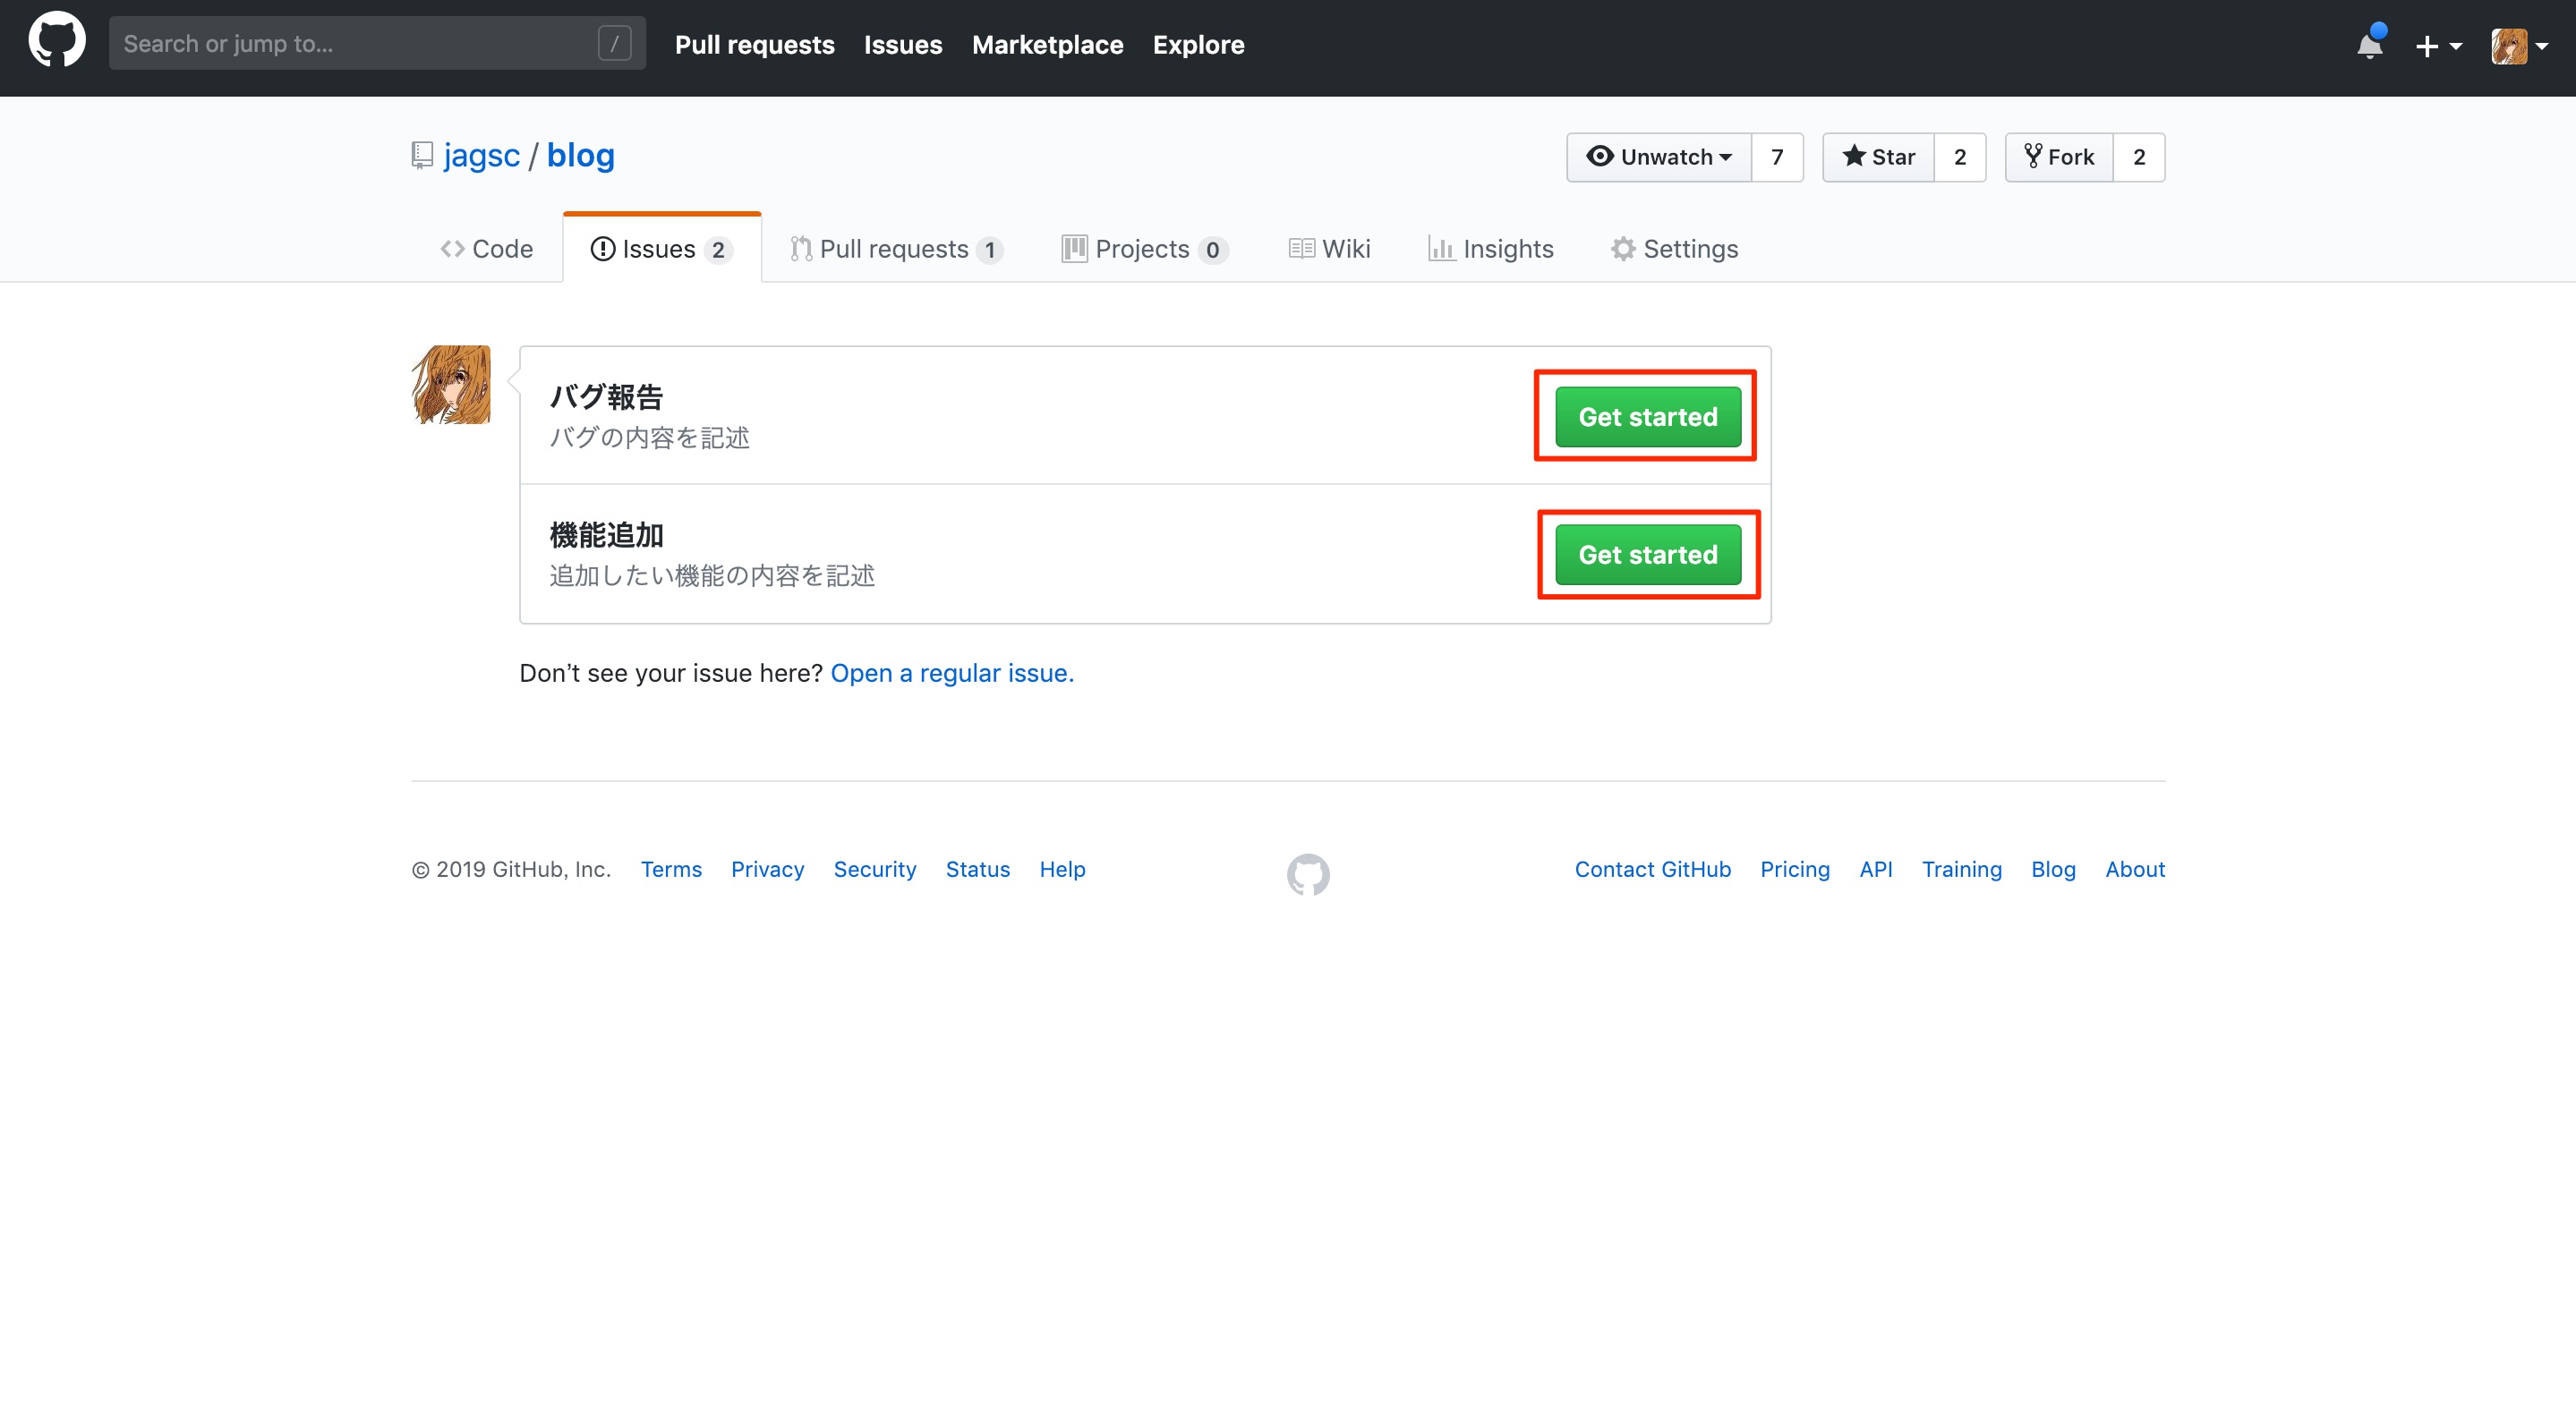 Search or jump to... /
Pull requests Issues Marketplace Explore
jagsc / blog
Unwatch 7 Star 2 Fork 2
Code Issues 2 Pull requests 1 Projects 0 Wiki Insights Settings
バグ報告
バグの内容を記述
Get started
機能追加
追加したい機能の内容を記述
Get started
Don’t see your issue here? Open a regular issue.
© 2019 GitHub, Inc. Terms Privacy Security Status Help
Contact GitHub Pricing API Training Blog About